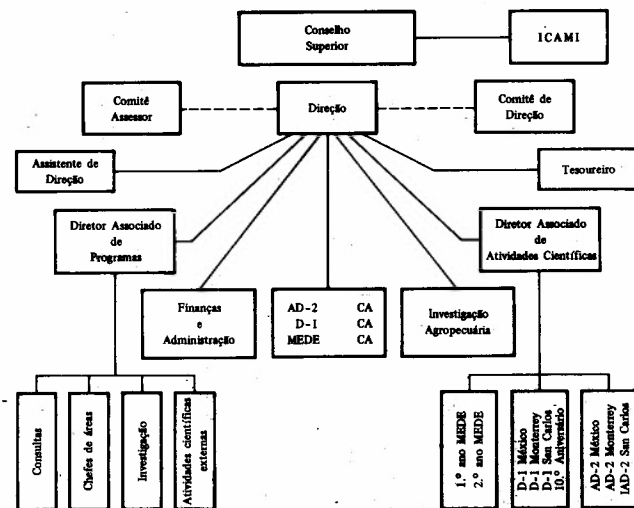 Conselho
Superior
ICAMI
Comitê
Assessor
Direção
Comitê de
Direção
Assistente de
Direção
Tesoureiro
Diretor Associado
de
Programas
Diretor Associado
de
Atividades Científicas
Finanças
e
Administração
AD-2 CA
D-I CA
MEDE CA
Investigação
Agropecuária
Consultas
Chefes de áreas
Investigação
Atividades científicas
externas
1.º ano MEDE
2.º ano MEDE
D-1 México
D-1 Monterrey
D-1 San Carlos
10.º Aniversário
AD-2 México
AD-2 Monterrey
IAD-2 San Carlos